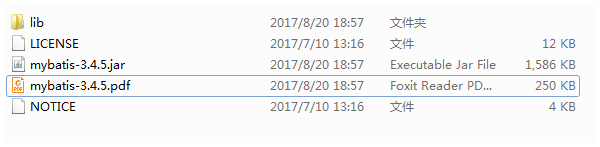 lib 2017/8/20 18:57 文件夹
LICENSE 2017/7/10 13:16 文件 12 KB
mybatis-3.4.5.jar 2017/8/20 18:57 Executable Jar File 1,586 KB
mybatis-3.4.5.pdf 2017/8/20 18:57 Foxit Reader PD... 250 KB
NOTICE 2017/7/10 13:16 文件 4 KB